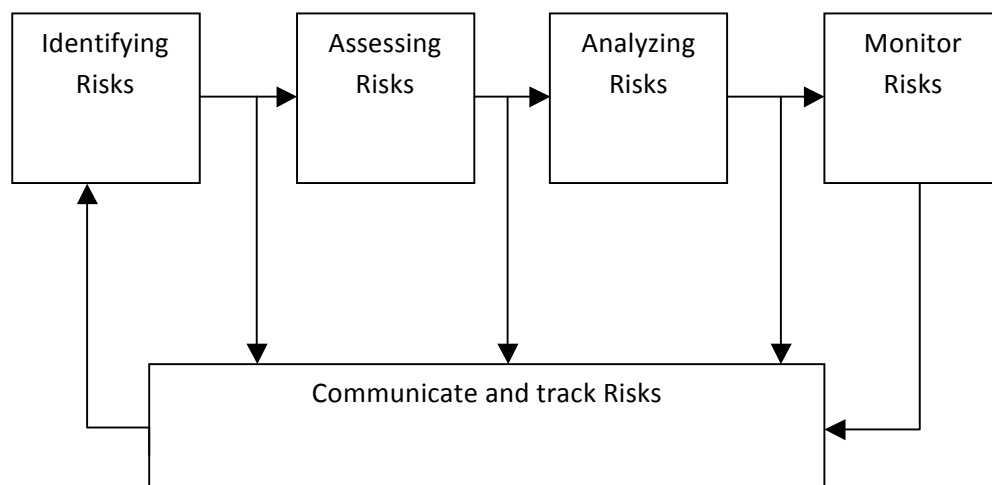 Identifying
Risks
Assessing
Risks
Analyzing
Risks
Monitor
Risks
Communicate and track Risks